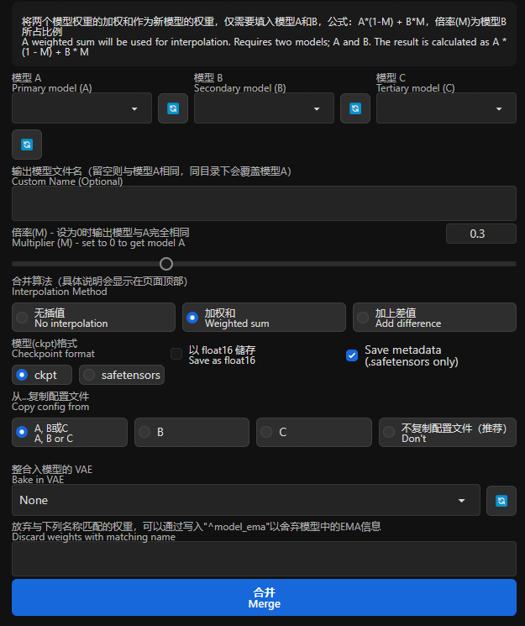 将两个模型权重的加权和作为新模型的权重，仅需要填入模型A和B，公式：A*(1-M) + B*M，倍率(M)为模型B
所占比例
A weighted sum will be used for interpolation. Requires two models; A and B. The result is calculated as A *
(1 - M) + B * M
模型 A
Primary model (A)
模型 B
Secondary model (B)
模型 C
Tertiary model (C)
输出模型文件名（留空则与模型A相同，同目录下会覆盖模型A）
Custom Name (Optional)
倍率(M) - 设为0时输出模型与A完全相同
Multiplier (M) - set to 0 to get model A
0.3
合并算法（具体说明会显示在页面顶部）
Interpolation Method
无插值
No interpolation
加权和
Weighted sum
加上差值
Add difference
模型(ckpt)格式
Checkpoint format
ckpt
safetensors
以 float16 储存
Save as float16
Save metadata
(.safetensors only)
从...复制配置文件
Copy config from
A, B或C
A, B or C
B
C
不复制配置文件（推荐）
Don't
整合入模型的 VAE
Bake in VAE
None
放弃与下列名称匹配的权重，可以通过写入"^model_ema"以舍弃模型中的EMA信息
Discard weights with matching name
合并
Merge